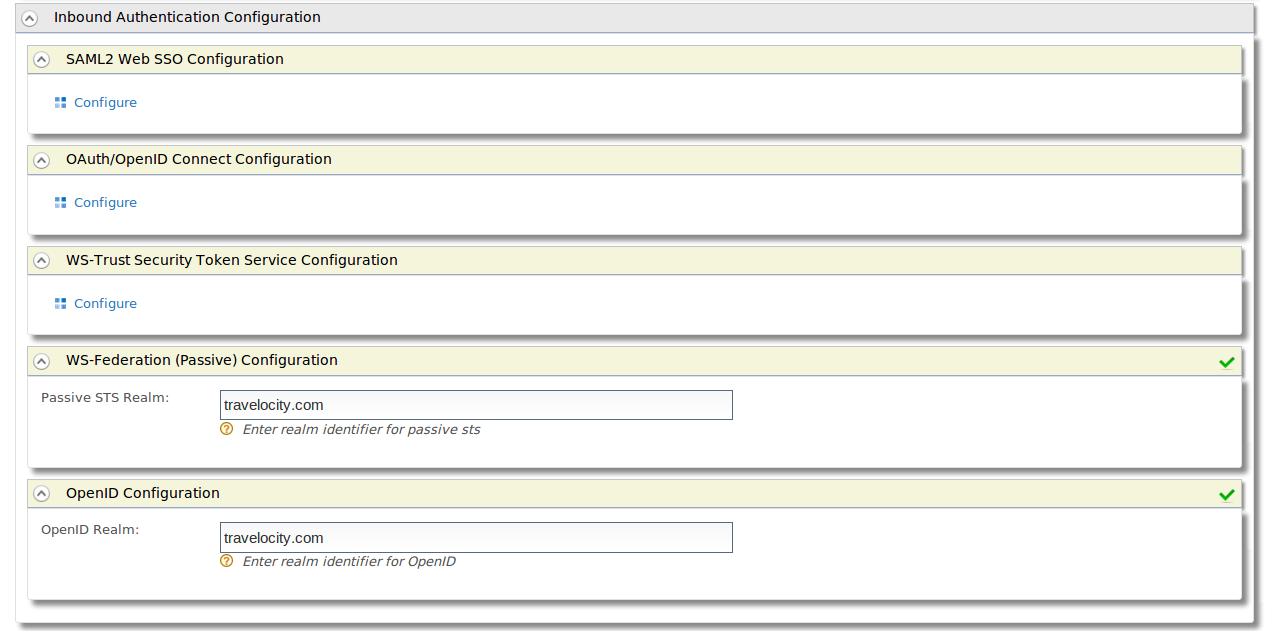 Inbound Authentication Configuration
SAML2 Web SSO Configuration
Configure
OAuth/OpenID Connect Configuration
Configure
WS-Trust Security Token Service Configuration
Configure
WS-Federation (Passive) Configuration
Passive STS Realm:
travelocity.com
Enter realm identifier for passive sts
OpenID Configuration
OpenID Realm:
travelocity.com
Enter realm identifier for OpenID